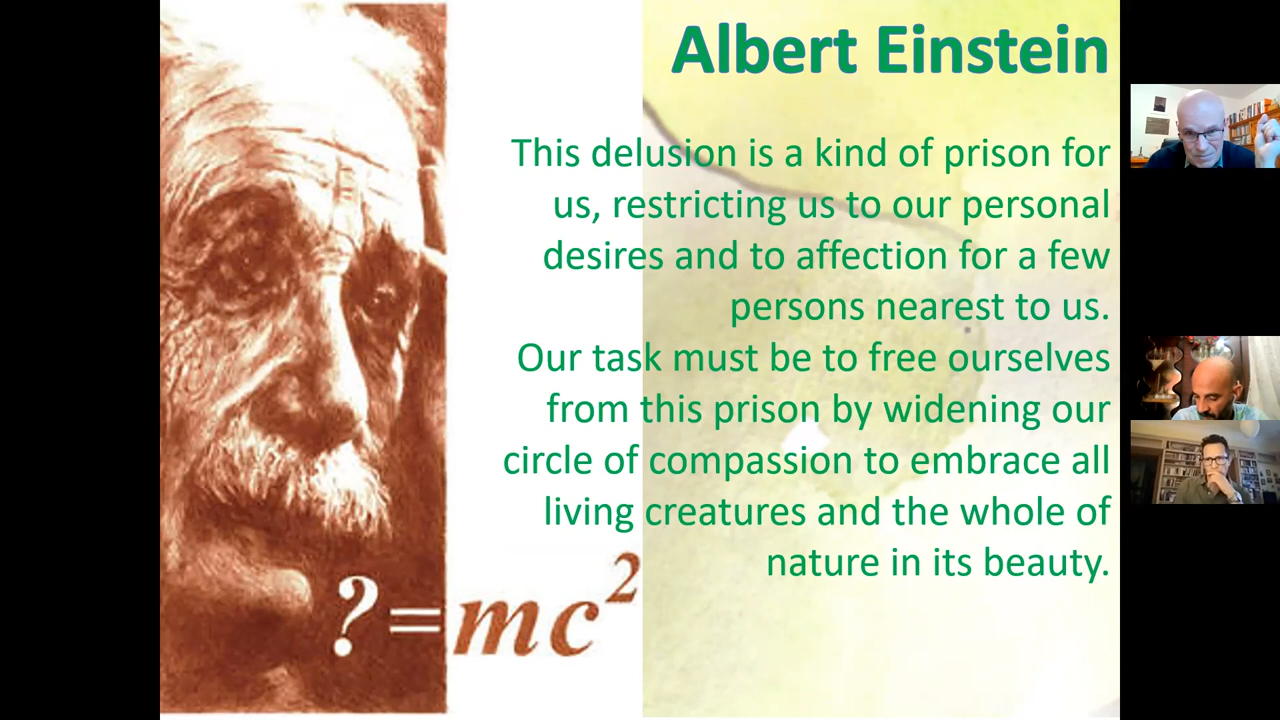 Albert Einstein
This delusion is a kind of prison for
us, restricting us to our personal
desires and to affection for a few
persons nearest to us.
Our task must be to free ourselves
from this prison by widening our
circle of compassion to embrace all
living creatures and the whole of
nature in its beauty.
?=mc²